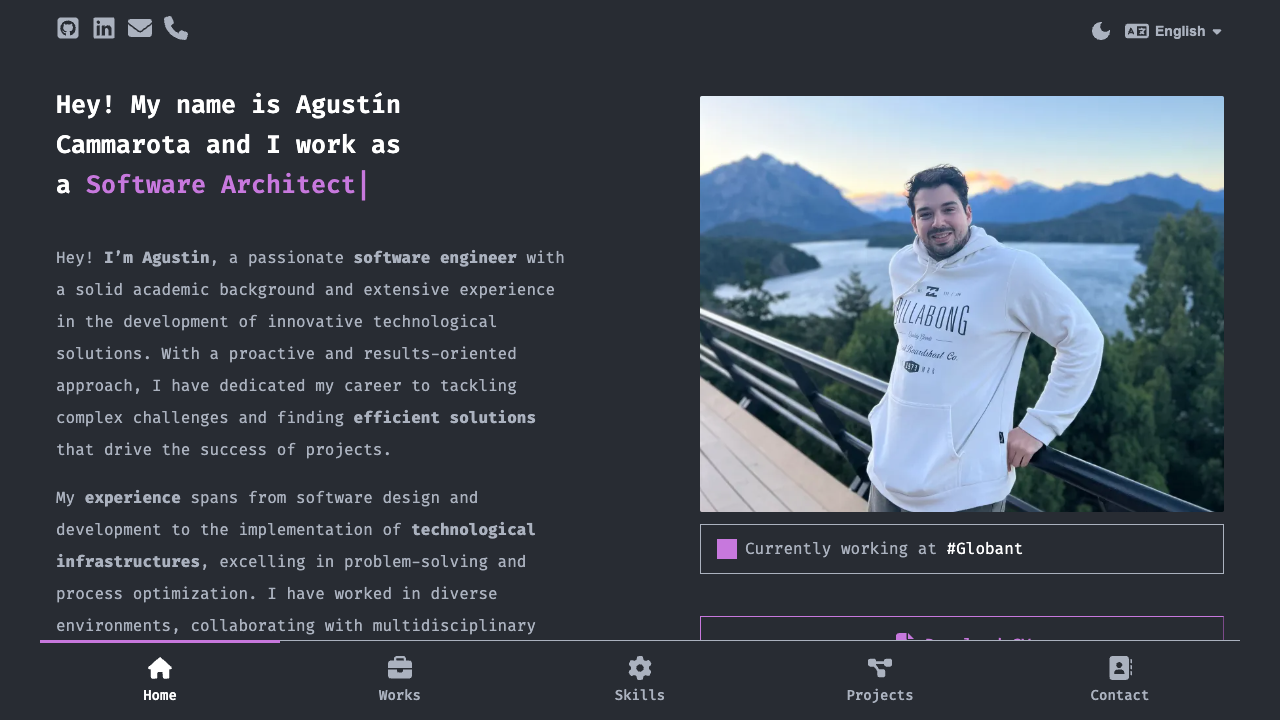 English
Hey! My name is Agustín
Cammarota and I work as
a Software Architect
Hey! I’m Agustin, a passionate software engineer with
a solid academic background and extensive experience
in the development of innovative technological
solutions. With a proactive and results-oriented
approach, I have dedicated my career to tackling
complex challenges and finding efficient solutions
that drive the success of projects.
My experience spans from software design and
development to the implementation of technological
infrastructures, excelling in problem-solving and
process optimization. I have worked in diverse
environments, collaborating with multidisciplinary
BILLABONG
Boardshort Co.
Currently working at #Globant
Home
Works
Skills
Projects
Contact